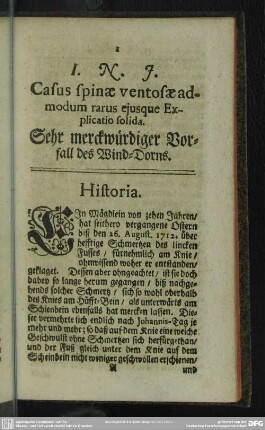 2
I. N. J.
Casus spinæ ventosæ ad-
modum rarus ejusque Ex-
plicatio solida.
Sehr merckwürdiger Vor-
fall des Wind-Dorns.
Historia.
EIn Mägdlein von zehen Jahren/
hat seithero vergangene Ostern
biß den 26. August. 1712. über
hefftige Schmertzen des lincken
Fusses / fürnehmlich am Knie/
ohnwissend woher er entstanden/
geklaget. Dessen aber ohngeachtet / ist sie doch
dabey so lange herum gegangen / biß nachge-
hends solcher Schmertz / sich so wohl oberhalb
des Knies am Hüfft-Bein / als unterwärts am
Schienbein ebenfalls hat mercken lassen. Die-
ser vermehrte sich endlich nach Johannis-Tag je
mehr und mehr; so daß auf dem Knie eine weiche
Geschwulst ohne Schmertzen sich herfürgethan/
und der Fuß gleich unter dem Knie auf dem
Scheinbein nicht weniger geschwollen erschienen/
A und
DFG